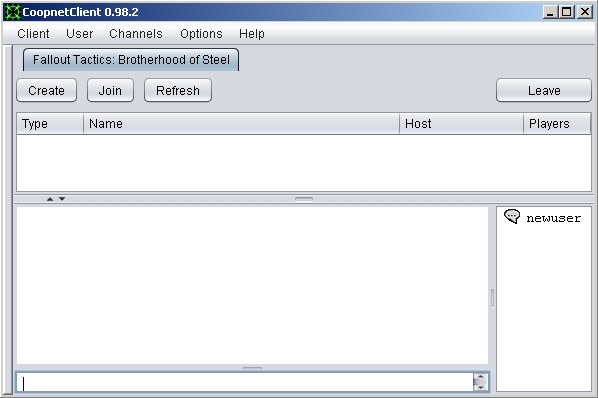 CoopnetClient 0.98.2
Client User Channels Options Help
Fallout Tactics: Brotherhood of Steel
Create Join Refresh Leave
Type Name Host Players
newuser